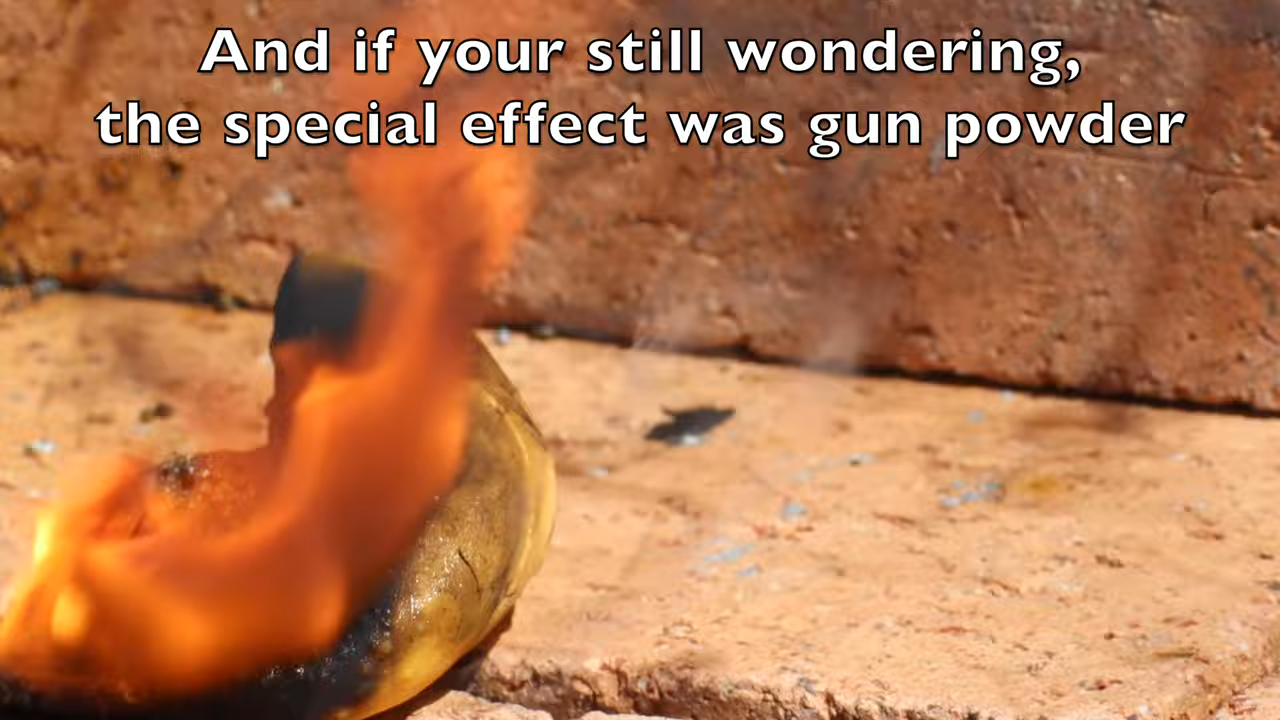 And if your still wondering,
the special effect was gun powder